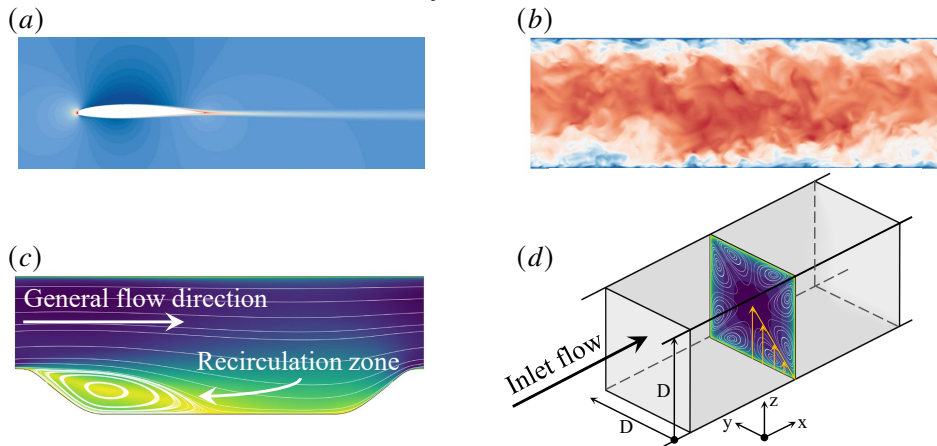 (a)
(b)
(c)
General flow direction
Recirculation zone
(d)
Inlet flow
D
D
z
y
x